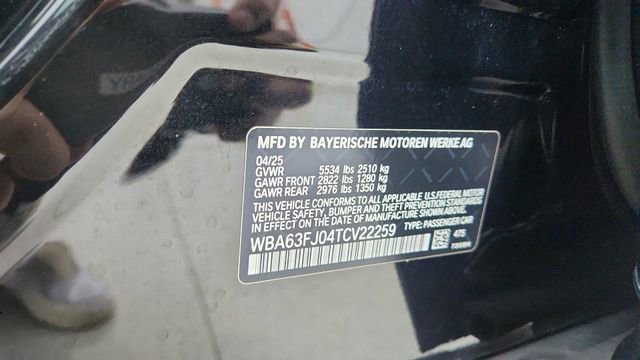 MFD BY BAYERISCHE MOTOREN WERKE AG
04/25
GVWR 5534 lbs 2510 kg
GAWR FRONT 2822 lbs 1280 kg
GAWR REAR 2976 lbs 1350 kg
THIS VEHICLE CONFORMS TO ALL APPLICABLE U.S. FEDERAL MOTOR
VEHICLE SAFETY, BUMPER AND THEFT PREVENTION STANDARDS
IN EFFECT ON THE DATE OF MANUFACTURE SHOWN ABOVE.
WBA63FJ04TCV22259 TYPE: PASSENGER CAR
475